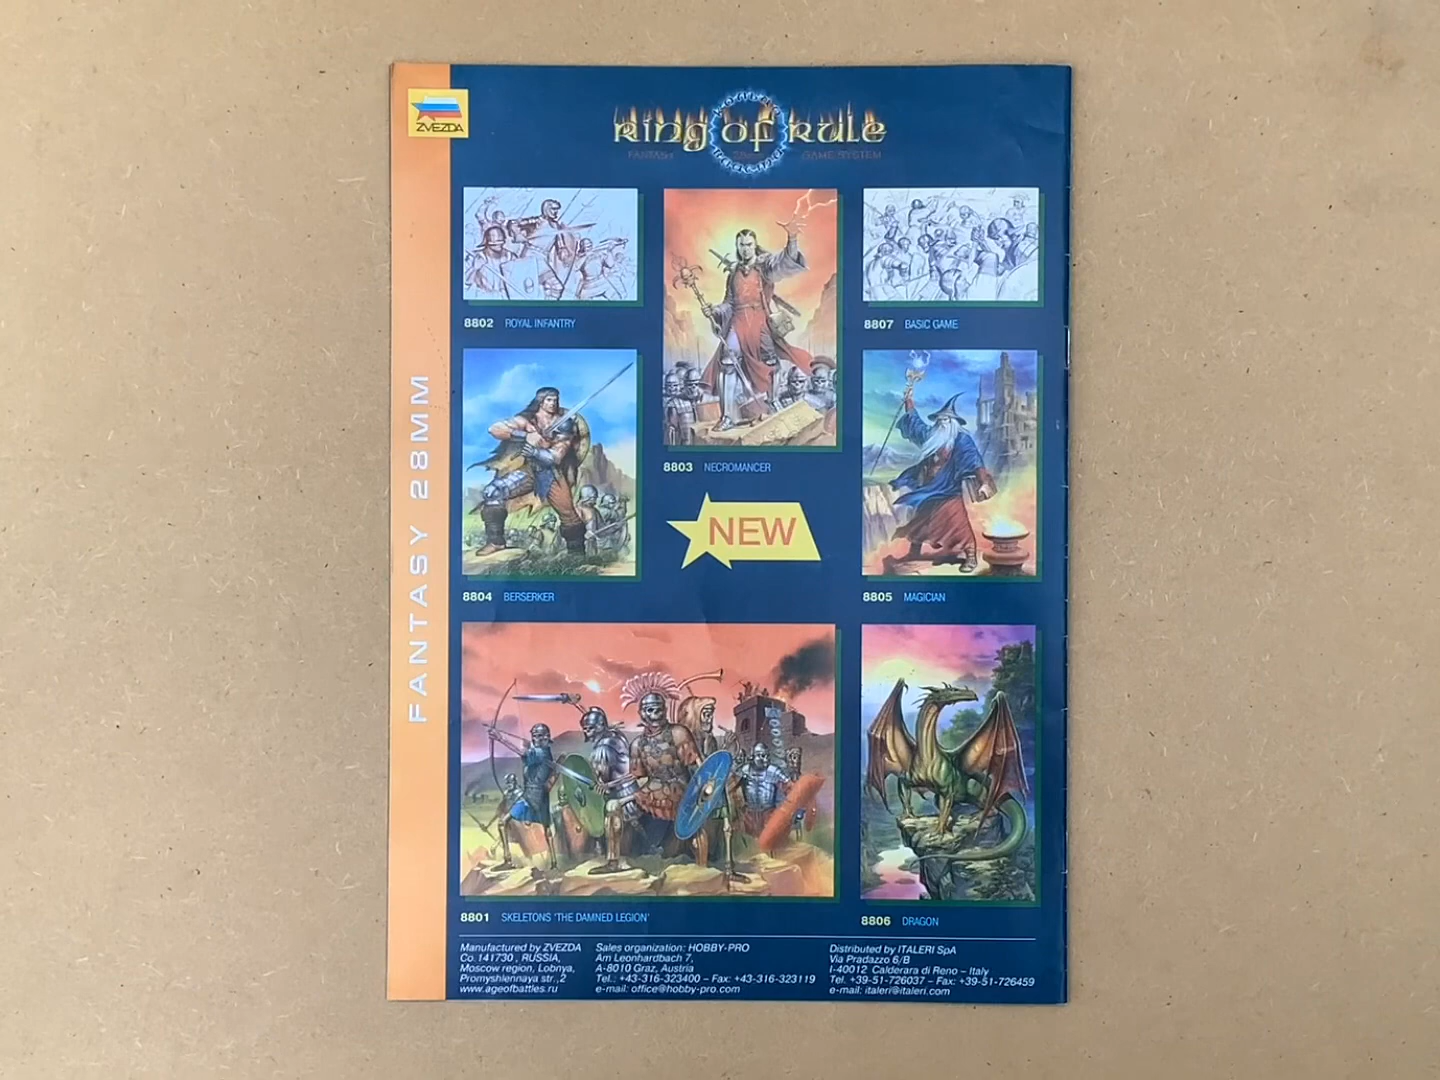 ZVEZDA
Ring of Rule
FANTASY GAME SYSTEM
8802 ROYAL INFANTRY
8803 NECROMANCER
8807 BASIC GAME
8804 BERSERKER
NEW
8805 MAGICIAN
FANTASY 28MM
8801 SKELETONS 'THE DAMNED LEGION'
8806 DRAGON
Manufactured by ZVEZDA
Co. 141730 , RUSSIA,
Moscow region, Lobnya,
Promyshlennaya str.,2
www.ageofbattles.ru
Sales organization: HOBBY-PRO
Am Leonhardbach 7,
A-8010 Graz, Austria
Tel.: +43-316-323400 – Fax: +43-316-323119
e-mail: office@hobby-pro.com
Distributed by ITALERI SpA
Via Pradazzo 6/B
I-40012 Calderara di Reno – Italy
Tel. +39-51-726037 – Fax: +39-51-726459
e-mail: italeri@italeri.com